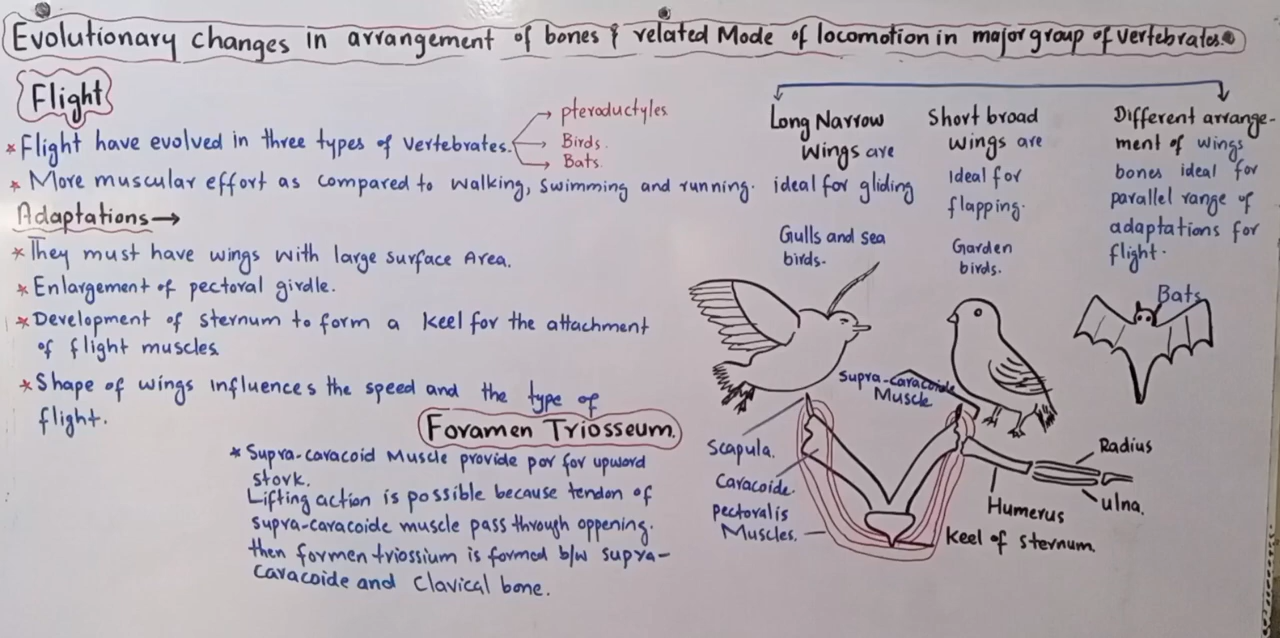 Evolutionary changes in arrangement of bones & related Mode of locomotion in major group of vertebrates.
Flight
* Flight have evolved in three types of vertebrates.
pteroductyles.
Birds.
Bats.
* More muscular effort as compared to walking, swimming and running.
Adaptations →
* They must have wings with large surface Area.
* Enlargement of pectoral girdle.
* Development of sternum to form a keel for the attachment
of flight muscles.
* Shape of wings influences the speed and the type of
flight.
Foramen Triosseum.
* Supra-caracoid Muscle provide por for upward
stork.
Lifting action is possible because tendon of
supra-caracoide muscle pass through oppening.
then formen triossium is formed b/w supra-
caracoide and Clavical bone.
Long Narrow
Wings are
ideal for gliding
Gulls and sea
birds.
Short broad
wings are
Ideal for
flapping.
Garden
birds.
Different arrange-
ment of wings
bones ideal for
parallel range of
adaptations for
flight.
Bats
Supra-caracoide
Muscle
Scapula.
Caracoide.
pectoralis
Muscles.
Radius
ulna.
Humerus
Keel of sternum.